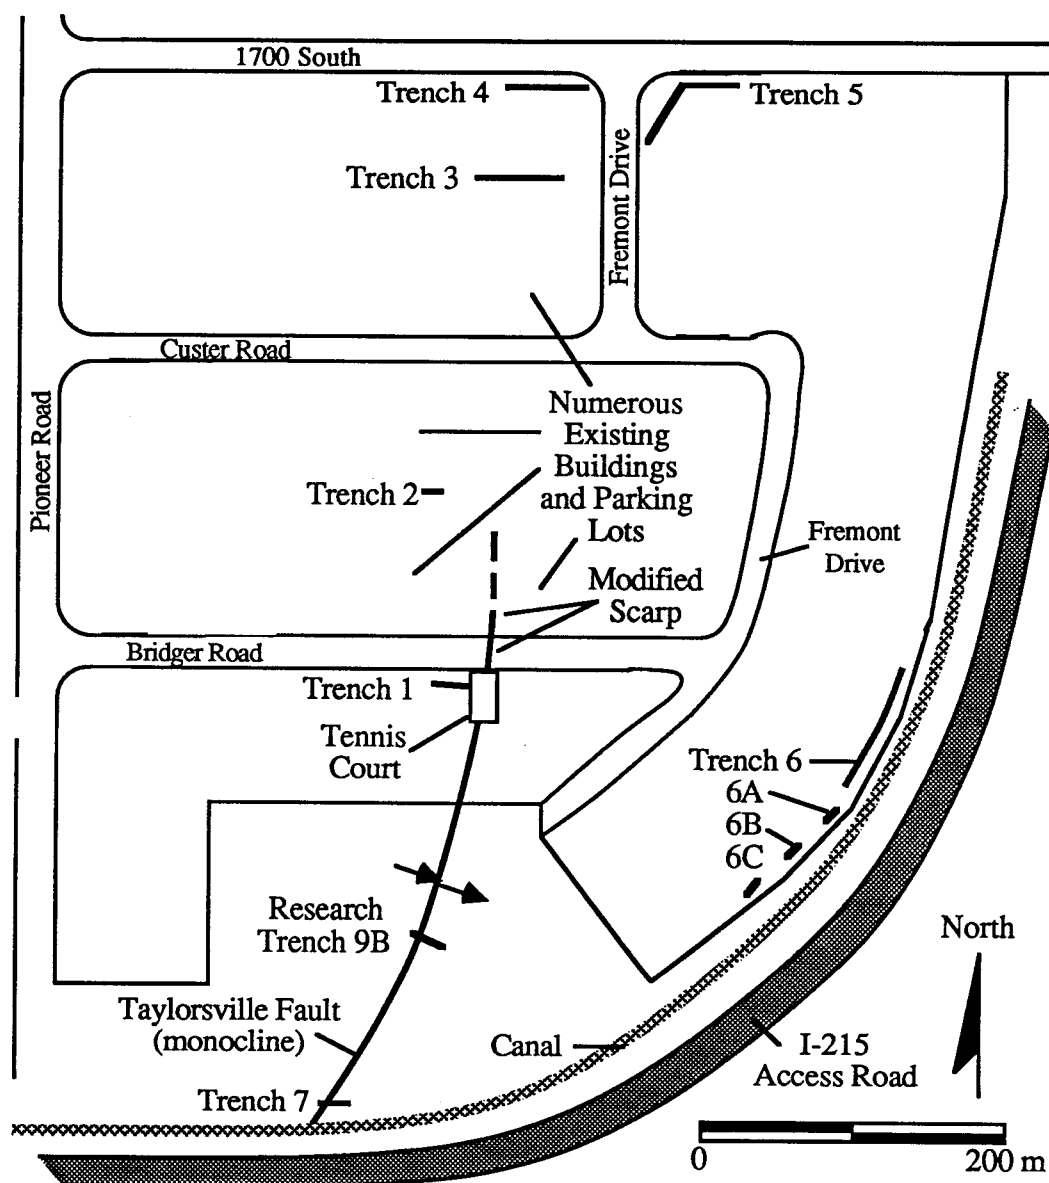 1700 South
Trench 4
Trench 5
Trench 3
Fremont Drive
Custer Road
Pioneer Road
Numerous
Existing
Buildings
and Parking
Lots
Trench 2
Fremont
Drive
Modified
Scarp
Bridger Road
Trench 1
Tennis
Court
Trench 6
6A
6B
6C
Research
Trench 9B
North
Taylorsville Fault
(monocline)
Canal
I-215
Access Road
Trench 7
0
200 m